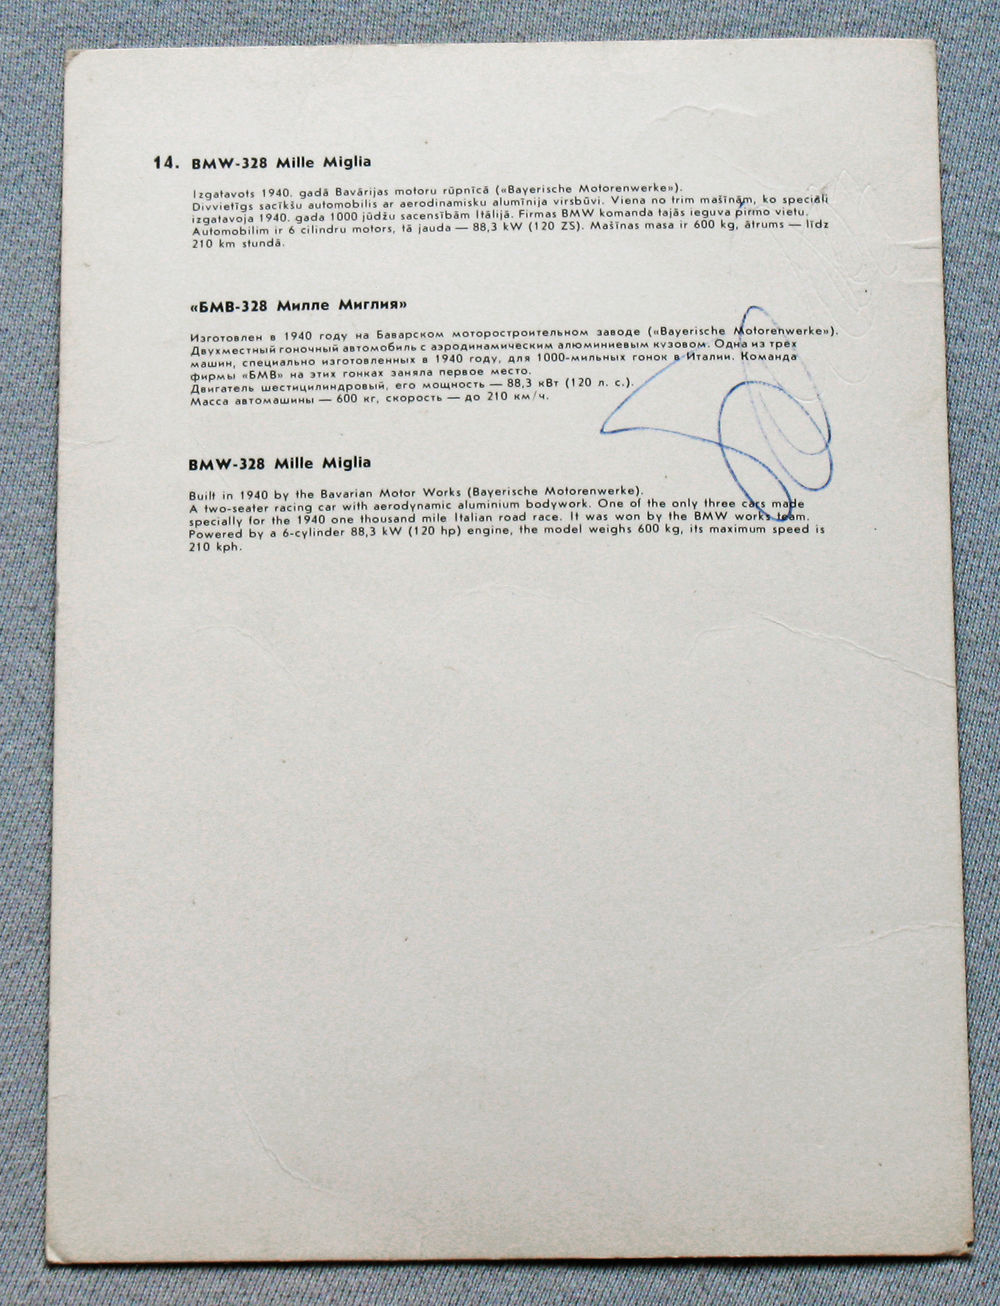 14. BMW-328 Mille Miglia
Izgatavots 1940. gadā Bavārijas motoru rūpnīcā («Bayerische Motorenwerke»).
Divvietīgs sacīkšu automobilis ar aerodinamisku alumīnija virsbūvi. Viena no trim mašīnām, ko speciāli
izgatavoja 1940. gada 1000 jūdžu sacensībām Itālijā. Firmas BMW komanda tajās ieguva pirmo vietu.
Automobilim ir 6 cilindru motors, tā jauda — 88,3 kW (120 ZS). Mašīnas masa ir 600 kg, ātrums — līdz
210 km stundā.
«БМВ-328 Милле Миглия»
Изготовлен в 1940 году на Баварском моторостроительном заводе («Bayerische Motorenwerke»).
Двухместный гоночный автомобиль с аэродинамическим алюминиевым кузовом. Одна из трех
машин, специально изготовленных в 1940 году, для 1000-мильных гонок в Италии. Команда
фирмы «БМВ» на этих гонках заняла первое место.
Двигатель шестицилиндровый, его мощность — 88,3 кВт (120 л. с.).
Масса автомашины — 600 кг, скорость — до 210 км/ч.
BMW-328 Mille Miglia
Built in 1940 by the Bavarian Motor Works (Bayerische Motorenwerke).
A two-seater racing car with aerodynamic aluminium bodywork. One of the only three cars made
specially for the 1940 one thousand mile Italian road race. It was won by the BMW works team.
Powered by a 6-cylinder 88,3 kW (120 hp) engine, the model weighs 600 kg, its maximum speed is
210 kph.